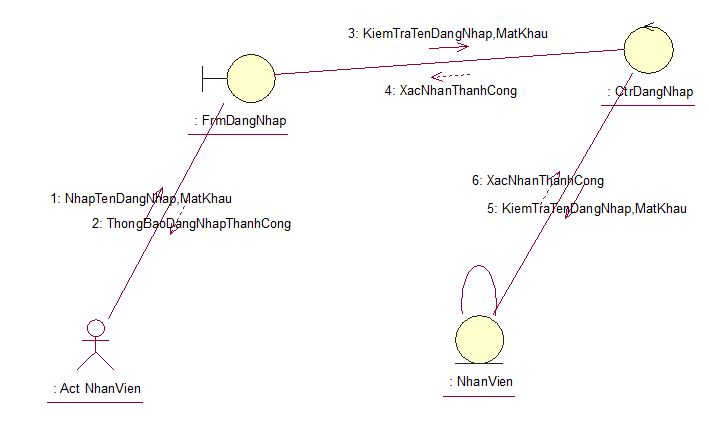 3: KiemTraTenDangNhap,MatKhau
4: XacNhanThanhCong
: FrmDangNhap
: CtrDangNhap
1: NhapTenDangNhap,MatKhau
2: ThongBaoDangNhapThanhCong
6: XacNhanThanhCong
5: KiemTraTenDangNhap,MatKhau
: Act NhanVien
: NhanVien